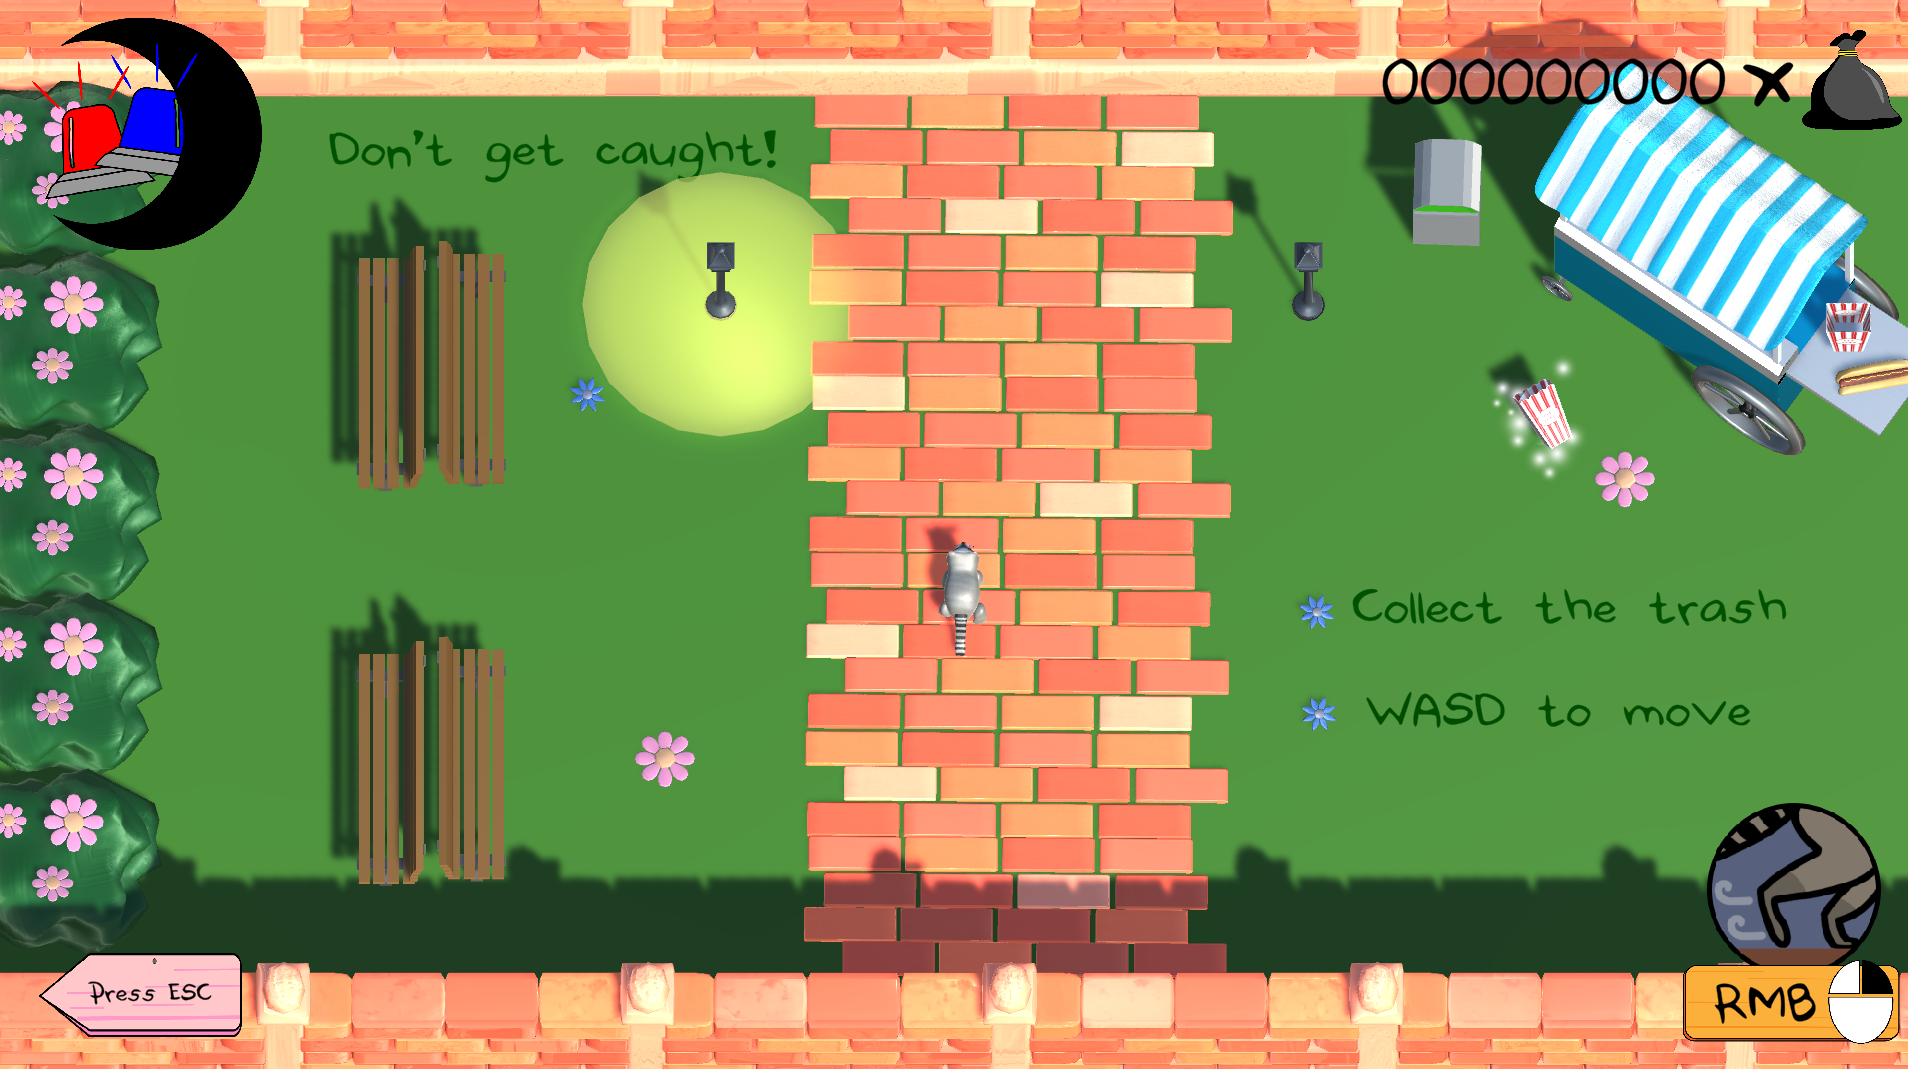 000000000 X
Don't get caught!
Collect the trash
WASD to move
Press ESC
RMB